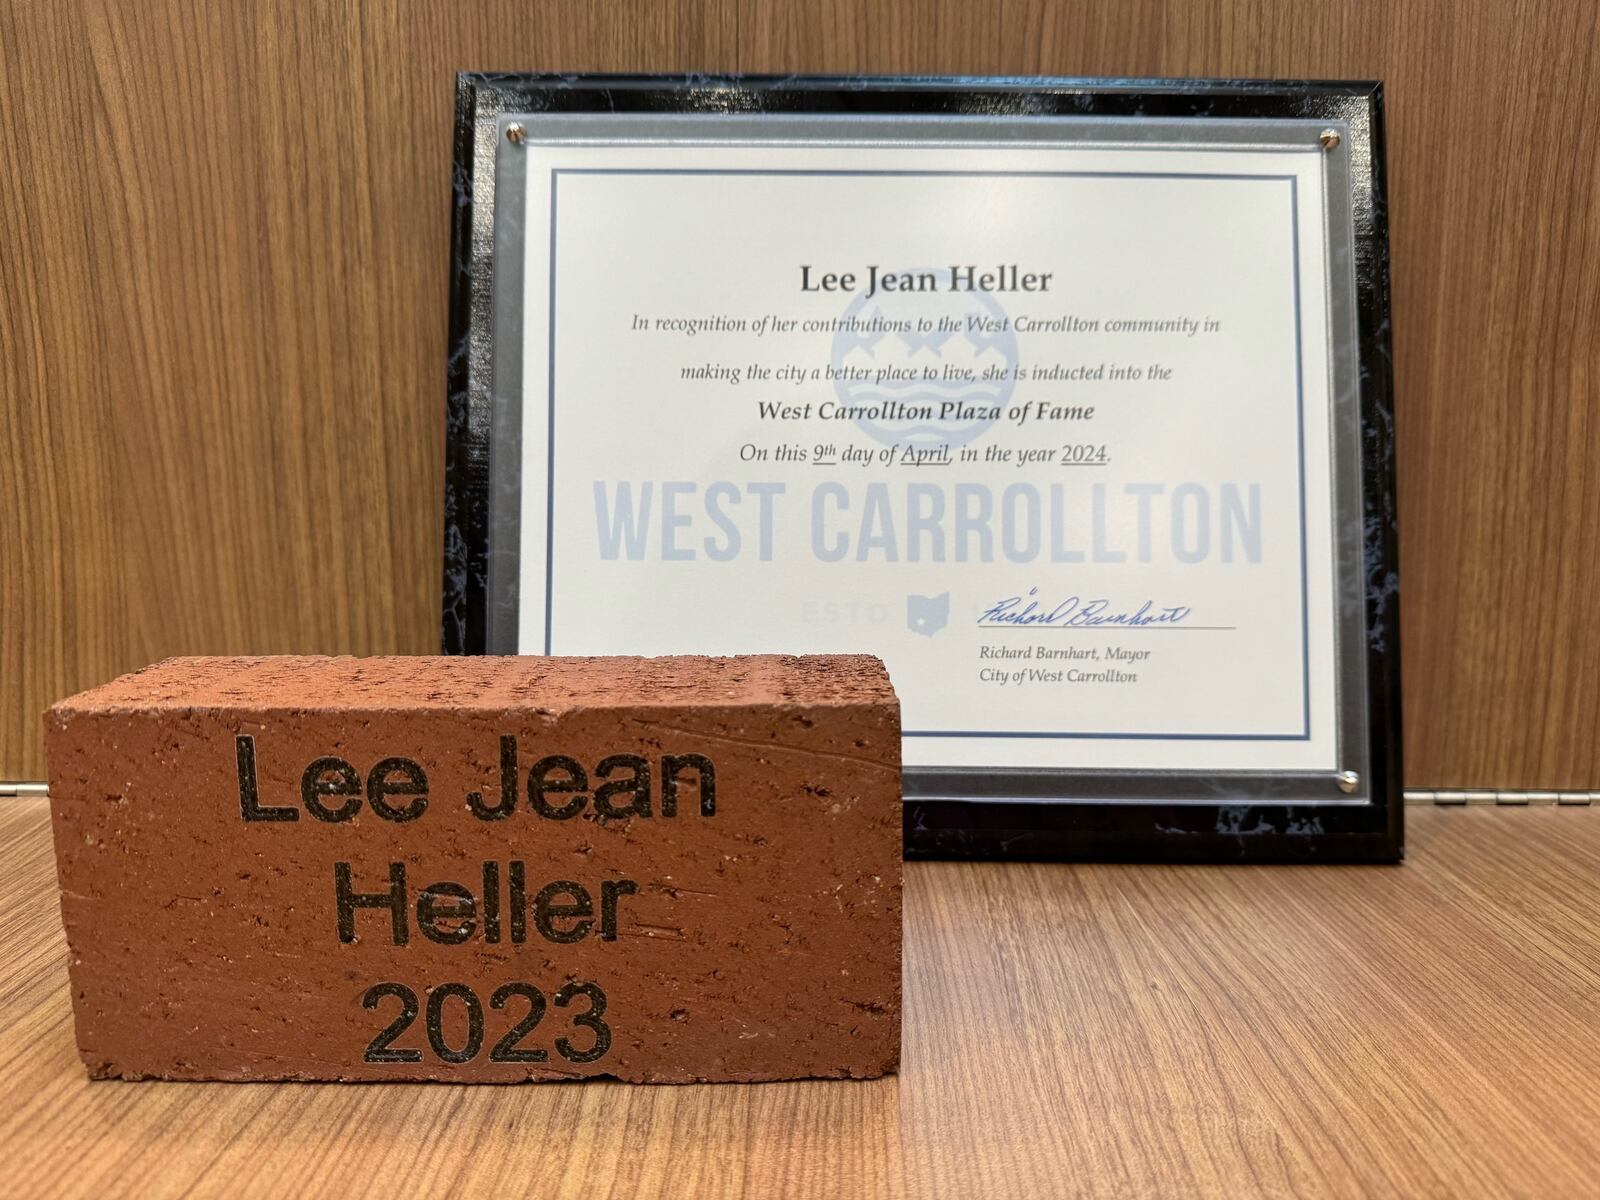 Lee Jean Heller
In recognition of her contributions to the West Carrollton community in
making the city a better place to live, she is inducted into the
West Carrollton Plaza of Fame
On this 9th day of April, in the year 2024.
WEST CARROLLTON
ESTD
Richard Barnhart
Richard Barnhart, Mayor
City of West Carrollton
Lee Jean
Heller
2023